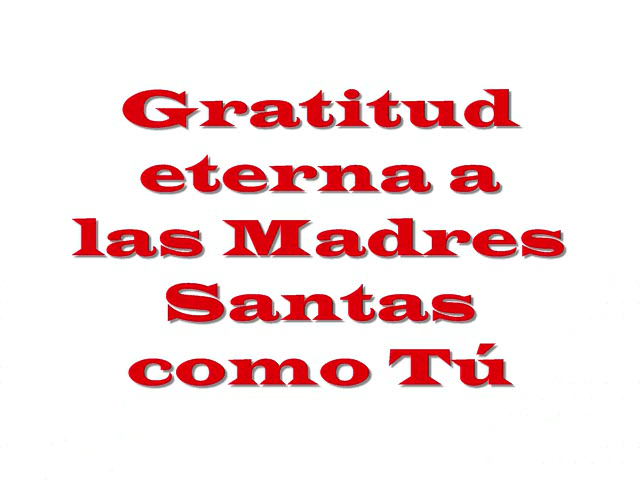 Gratitud
eterna a
las Madres
Santas
como Tú